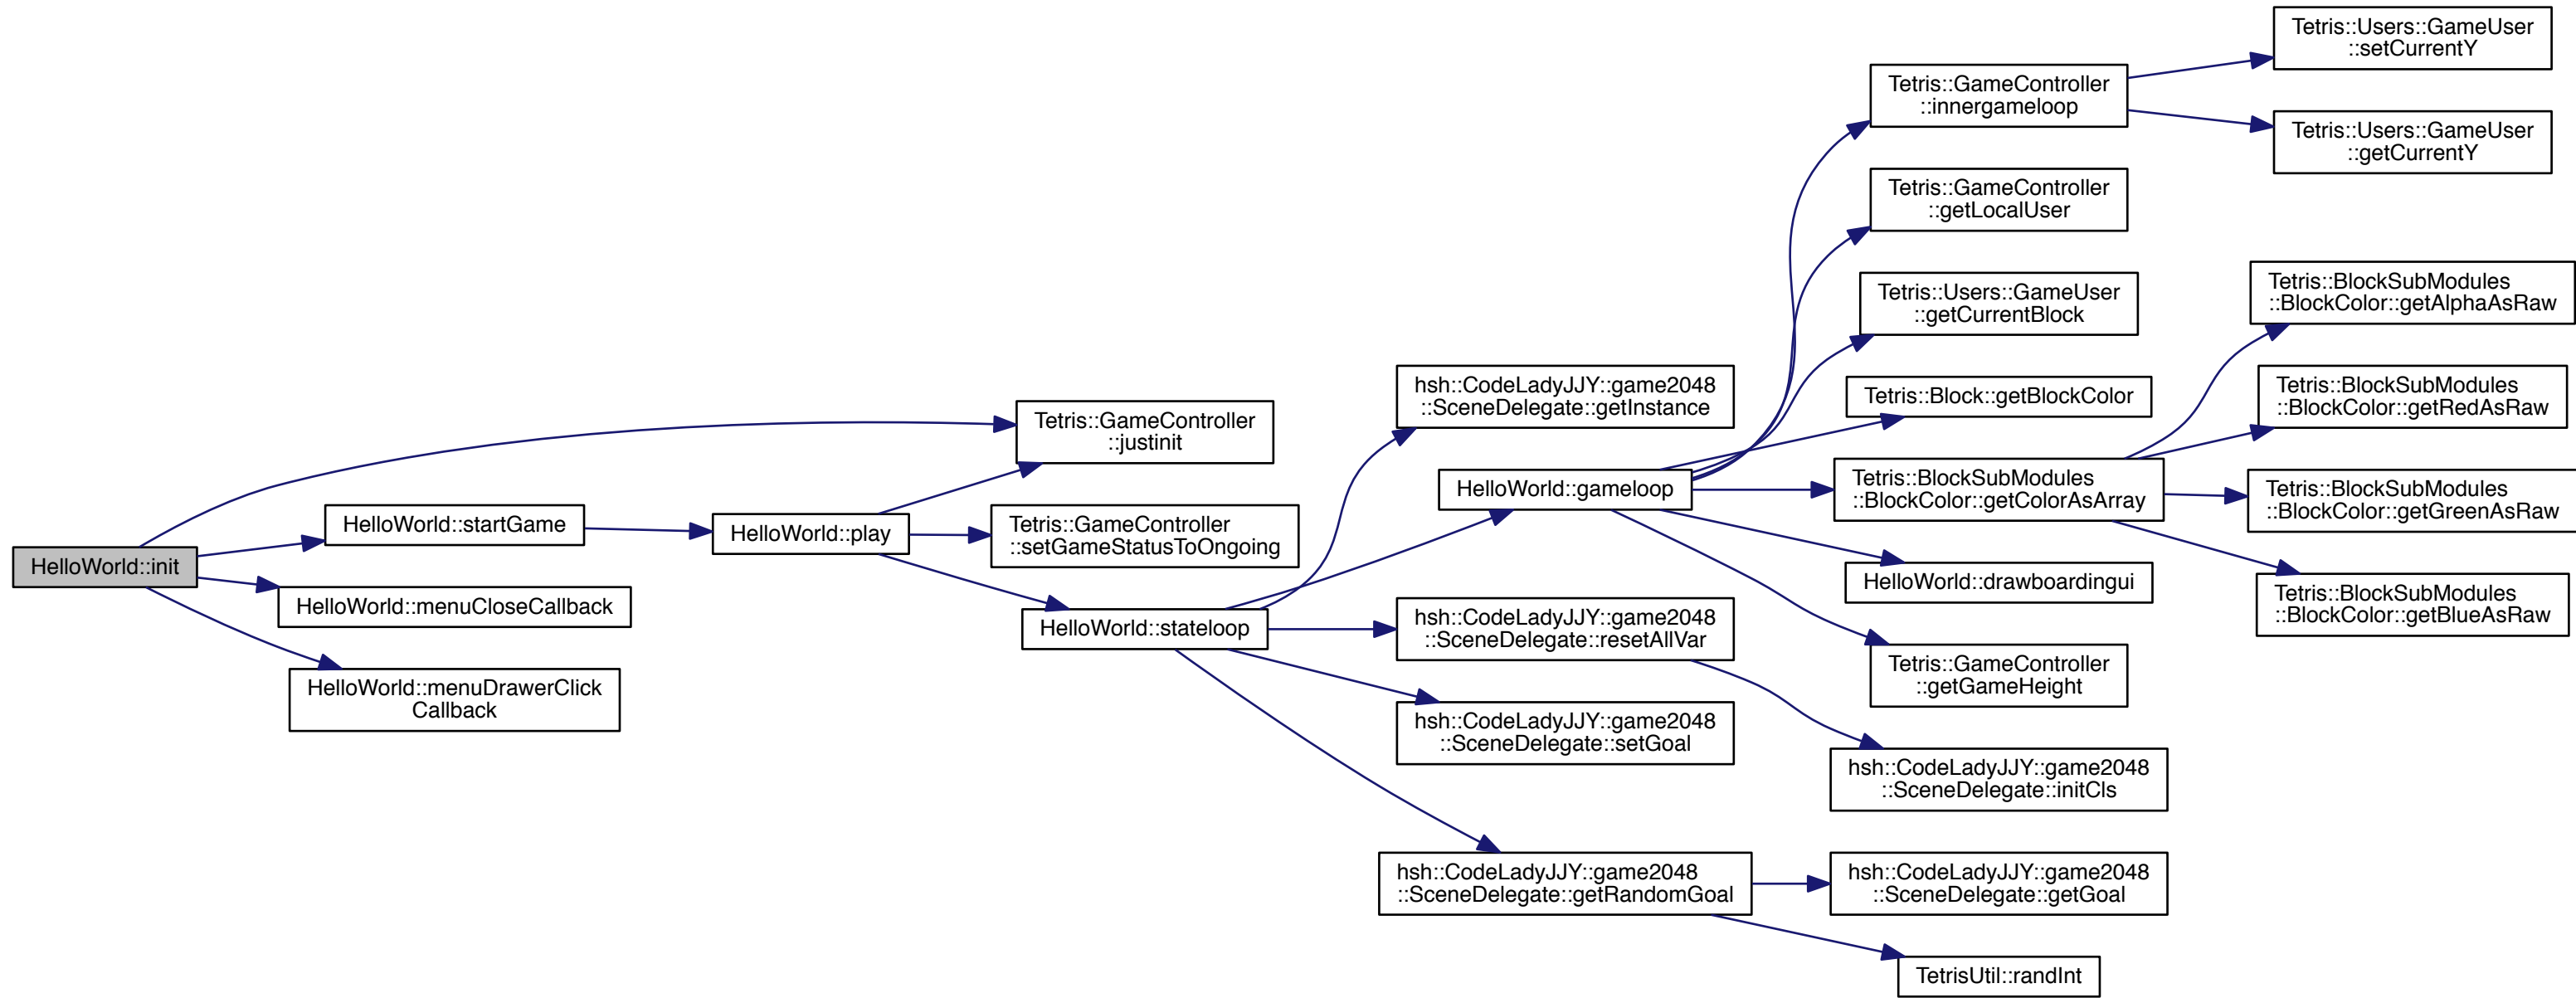 HelloWorld::init
HelloWorld::startGame
HelloWorld::menuCloseCallback
HelloWorld::menuDrawerClick
Callback
HelloWorld::play
Tetris::GameController
::justinit
Tetris::GameController
::setGameStatusToOngoing
HelloWorld::stateloop
hsh::CodeLadyJJY::game2048
::SceneDelegate::getInstance
HelloWorld::gameloop
hsh::CodeLadyJJY::game2048
::SceneDelegate::resetAllVar
hsh::CodeLadyJJY::game2048
::SceneDelegate::setGoal
hsh::CodeLadyJJY::game2048
::SceneDelegate::getRandomGoal
Tetris::GameController
::innergameloop
Tetris::GameController
::getLocalUser
Tetris::Users::GameUser
::getCurrentBlock
Tetris::Block::getBlockColor
Tetris::BlockSubModules
::BlockColor::getColorAsArray
HelloWorld::drawboardingui
Tetris::GameController
::getGameHeight
hsh::CodeLadyJJY::game2048
::SceneDelegate::initCls
hsh::CodeLadyJJY::game2048
::SceneDelegate::getGoal
TetrisUtil::randInt
Tetris::Users::GameUser
::setCurrentY
Tetris::Users::GameUser
::getCurrentY
Tetris::BlockSubModules
::BlockColor::getAlphaAsRaw
Tetris::BlockSubModules
::BlockColor::getRedAsRaw
Tetris::BlockSubModules
::BlockColor::getGreenAsRaw
Tetris::BlockSubModules
::BlockColor::getBlueAsRaw